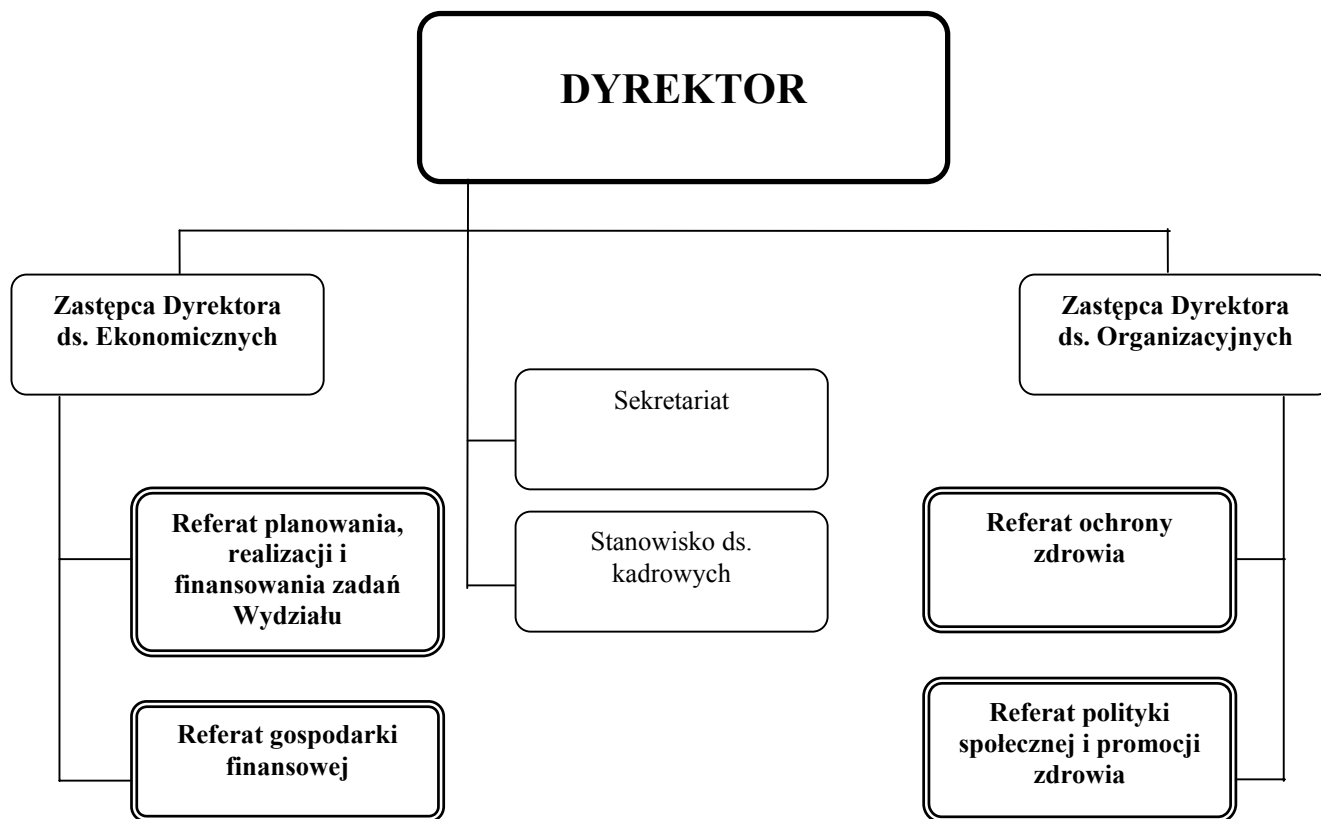 DYREKTOR
Zastępca Dyrektora
ds. Ekonomicznych
Zastępca Dyrektora
ds. Organizacyjnych
Sekretariat
Stanowisko ds.
kadrowych
Referat planowania,
realizacji i
finansowania zadań
Wydziału
Referat ochrony
zdrowia
Referat gospodarki
finansowej
Referat polityki
społecznej i promocji
zdrowia